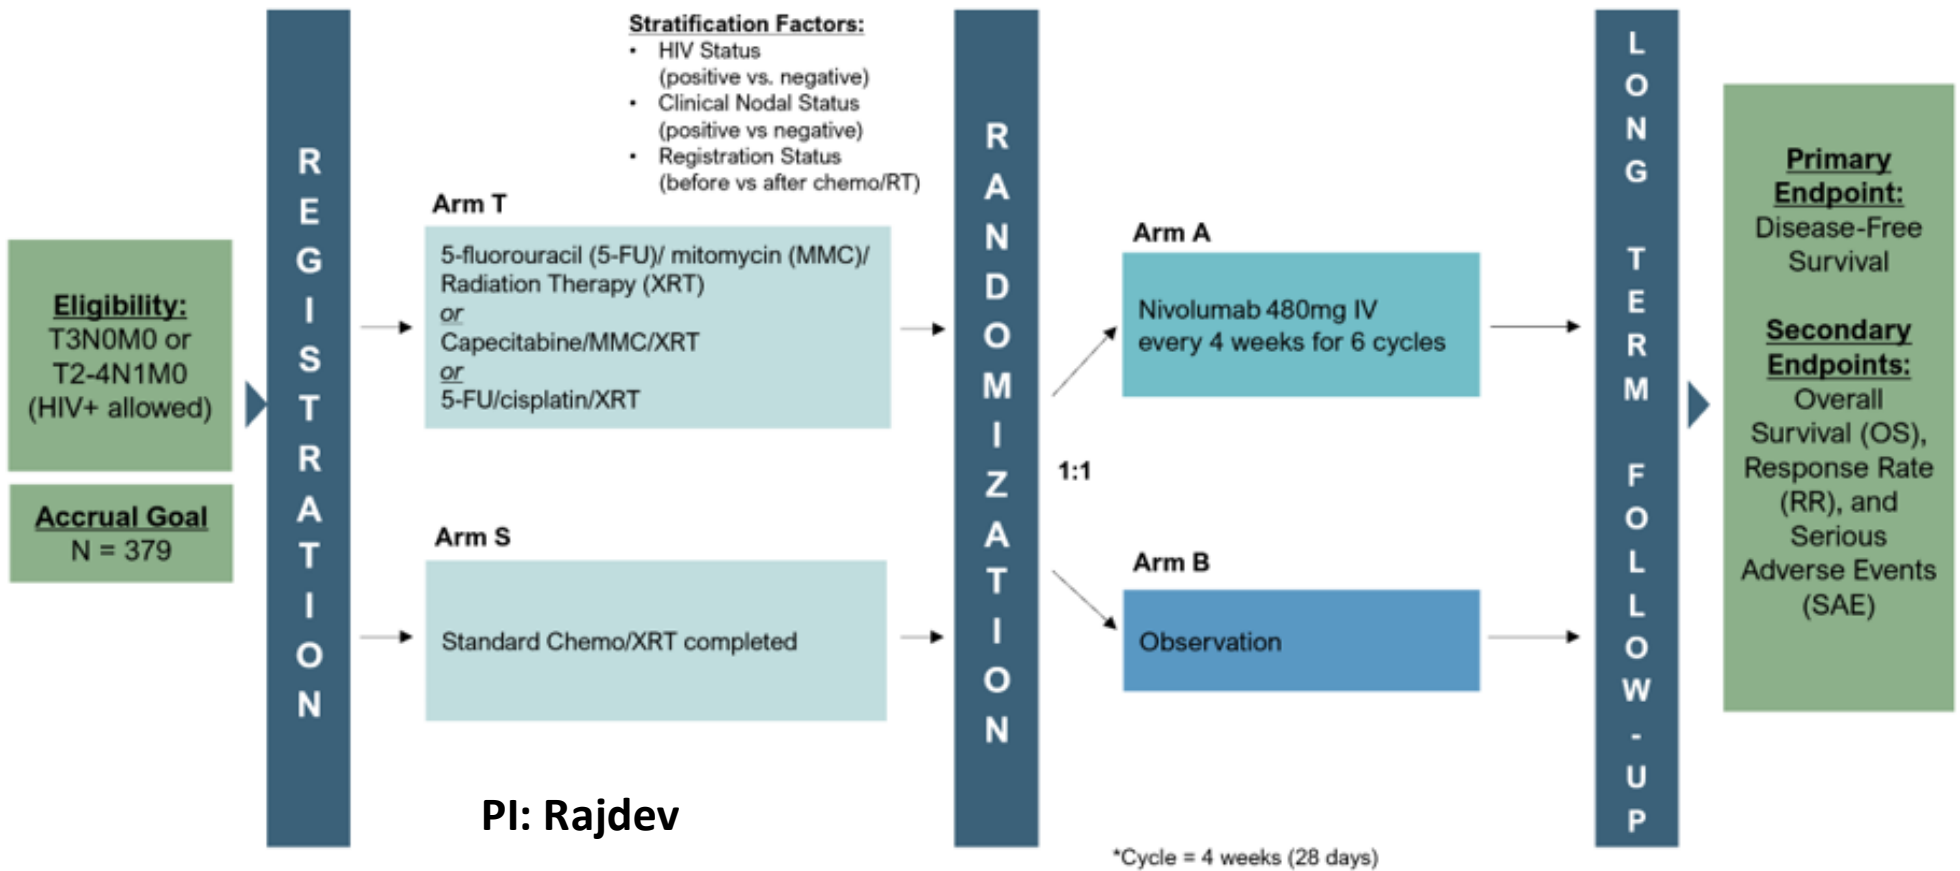 Eligibility:
T3N0M0 or
T2-4N1M0
(HIV+ allowed)
Accrual Goal
N = 379
REGISTRATION
Stratification Factors:
• HIV Status
(positive vs. negative)
• Clinical Nodal Status
(positive vs negative)
• Registration Status
(before vs after chemo/RT)
Arm T
5-fluorouracil (5-FU)/ mitomycin (MMC)/
Radiation Therapy (XRT)
or
Capecitabine/MMC/XRT
or
5-FU/cisplatin/XRT
Arm S
Standard Chemo/XRT completed
PI: Rajdev
RANDOMIZATION
1:1
Arm A
Nivolumab 480mg IV
every 4 weeks for 6 cycles
Arm B
Observation
*Cycle = 4 weeks (28 days)
LONG TERM FOLLOW-UP
Primary
Endpoint:
Disease-Free
Survival
Secondary
Endpoints:
Overall
Survival (OS),
Response Rate
(RR), and
Serious
Adverse Events
(SAE)